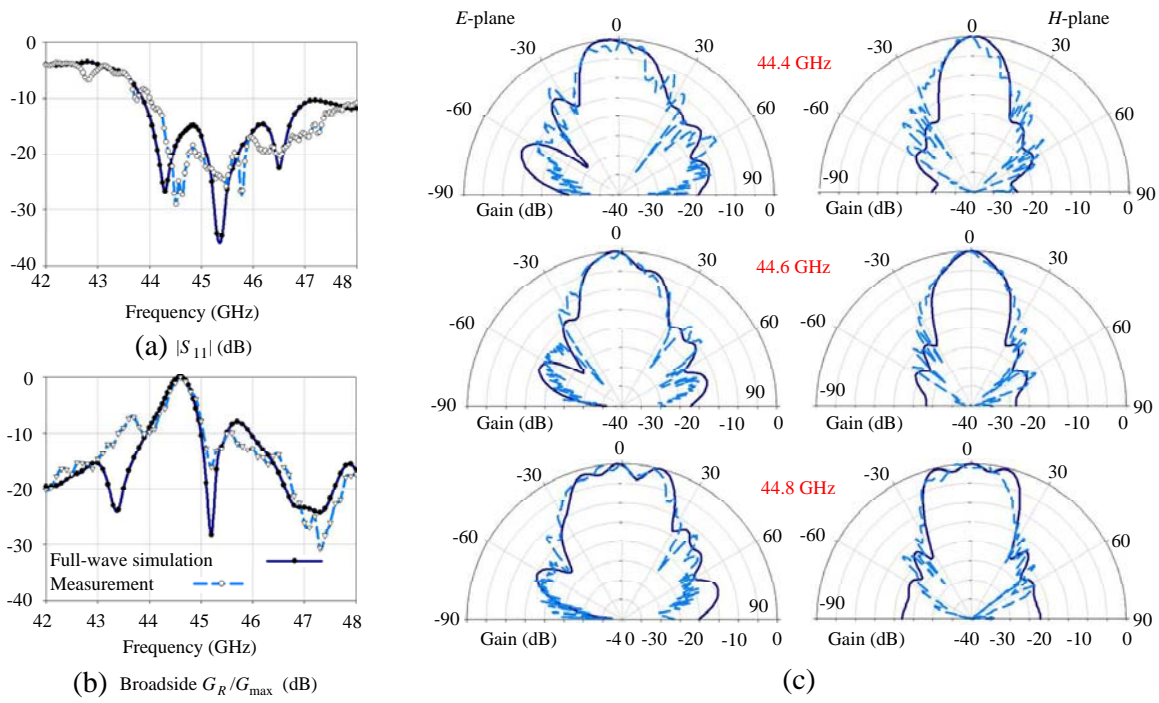 0
-10
-20
-30
-40
42 43 44 45 46 47 48
Frequency (GHz)
(a) |S11| (dB)
0
-10
-20
-30
-40
Full-wave simulation
Measurement
42 43 44 45 46 47 48
Frequency (GHz)
(b) Broadside GR/Gmax (dB)
E-plane
0
-30 30
-60 60
-90 90
Gain (dB) -40 -30 -20 -10 0
44.4 GHz
H-plane
0
-30 30
-60 60
-90 90
Gain (dB) -40 -30 -20 -10 0
0
-30 30
-60 60
-90 90
Gain (dB) -40 -30 -20 -10 0
44.6 GHz
0
-30 30
-60 60
-90 90
Gain (dB) -40 -30 -20 -10 0
0
-30 30
-60 60
-90 90
Gain (dB) -4 0 -30 -20 -10 0
44.8 GHz
0
-30 30
-60 60
-90 90
Gain (dB) -40 -30 -20 -10 0
(c)